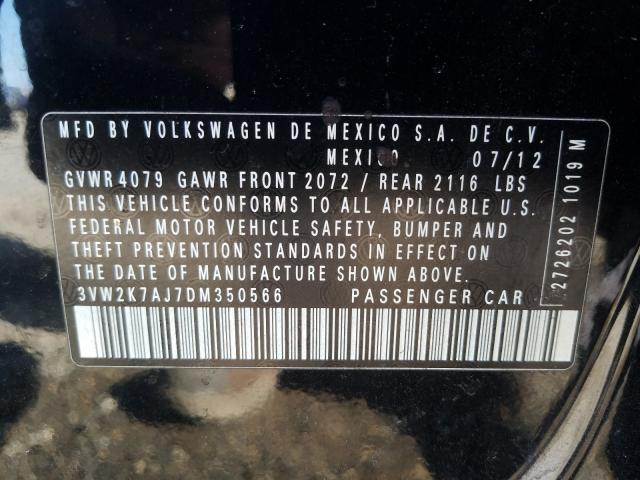 MFD BY VOLKSWAGEN DE MEXICO S.A. DE C.V.
MEXICO 07/12
GVWR 4079 GAWR FRONT 2072 / REAR 2116 LBS
THIS VEHICLE CONFORMS TO ALL APPLICABLE U.S.
FEDERAL MOTOR VEHICLE SAFETY, BUMPER AND
THEFT PREVENTION STANDARDS IN EFFECT ON
THE DATE OF MANUFACTURE SHOWN ABOVE.
3VW2K7AJ7DM350566 PASSENGER CAR
2726202 1019 M